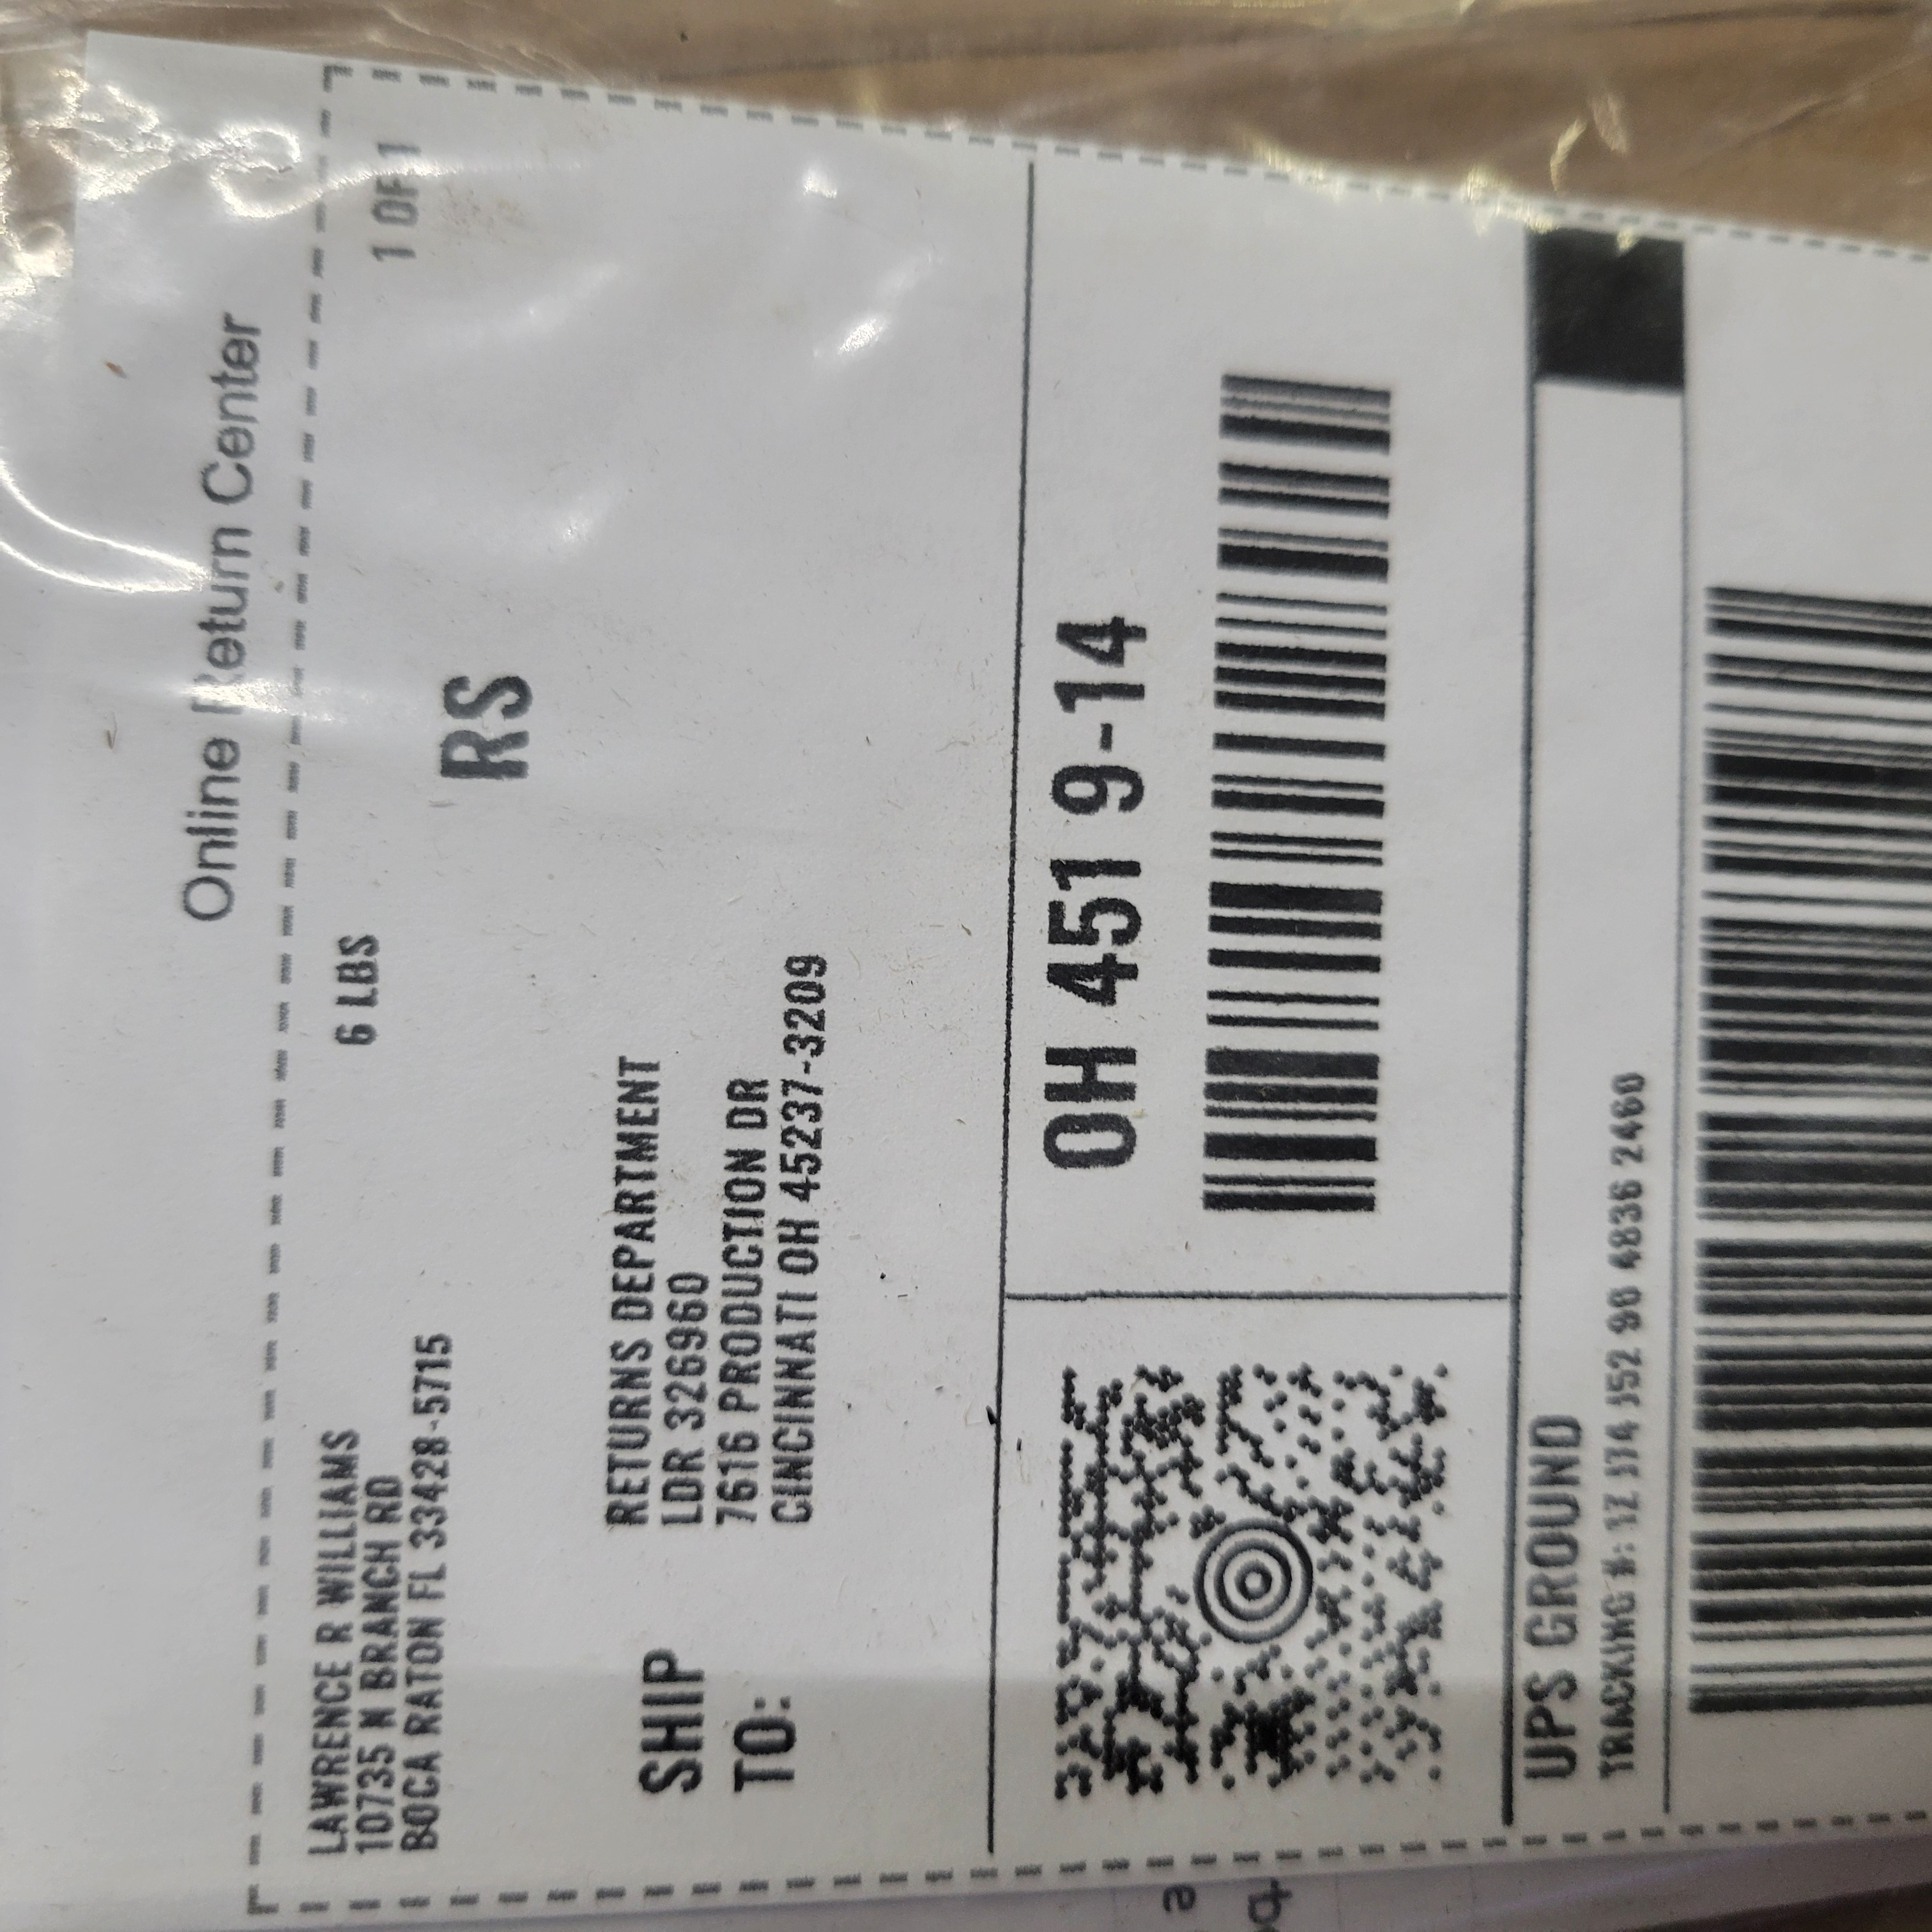 Online Return Center
LAWRENCE R WILLIAMS
10735 N BRANCH RD
BOCA RATON FL 33428-5715
6 LBS
1 OF 1
RS
SHIP
TO:
RETURNS DEPARTMENT
LDR 326960
7616 PRODUCTION DR
CINCINNATI OH 45237-3209
OH 451 9-14
UPS GROUND
TRACKING #: 1Z J74 J52 90 4836 2460